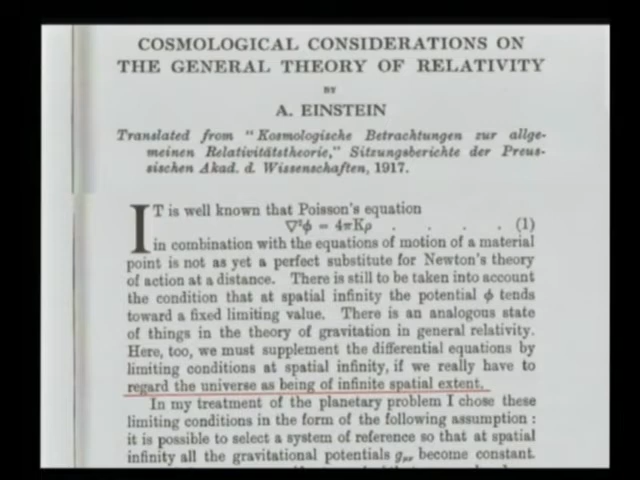 COSMOLOGICAL CONSIDERATIONS ON
THE GENERAL THEORY OF RELATIVITY
BY
A. EINSTEIN
Translated from "Kosmologische Betrachtungen zur allge-
meinen Relativitätstheorie," Sitzungsberichte der Preus-
sischen Akad. d. Wissenschaften, 1917.
IT is well known that Poisson's equation
∇²ϕ = 4πKρ . . . . (1)
in combination with the equations of motion of a material
point is not as yet a perfect substitute for Newton's theory
of action at a distance. There is still to be taken into account
the condition that at spatial infinity the potential ϕ tends
toward a fixed limiting value. There is an analogous state
of things in the theory of gravitation in general relativity.
Here, too, we must supplement the differential equations by
limiting conditions at spatial infinity, if we really have to
regard the universe as being of infinite spatial extent.
In my treatment of the planetary problem I chose these
limiting conditions in the form of the following assumption :
it is possible to select a system of reference so that at spatial
infinity all the gravitational potentials gμν become constant.